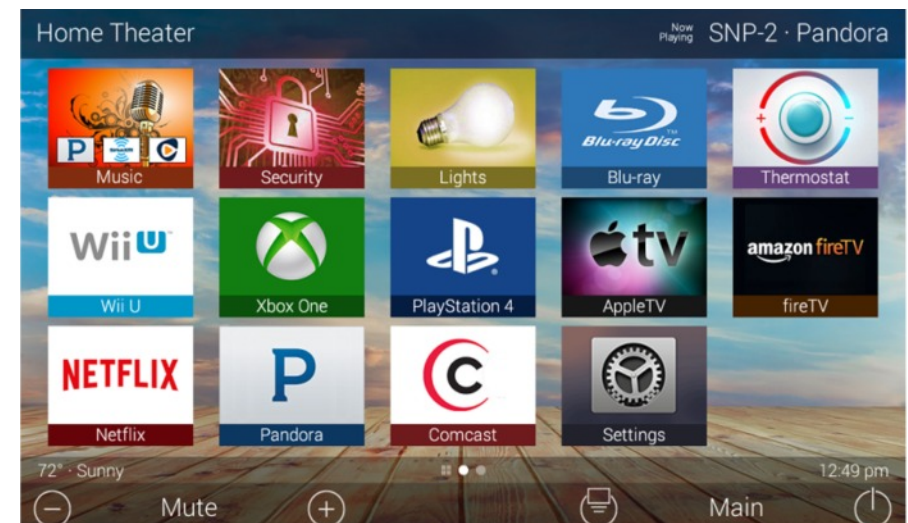 Home Theater
Now Playing SNP-2 · Pandora
P
Music
Security
Lights
Blu-ray Disc™
Blu-ray
+ −
Thermostat
Wii U
Wii U
Xbox One
PlayStation 4
tv
AppleTV
amazon fireTV
fireTV
NETFLIX
Netflix
P
Pandora
C
Comcast
Settings
72° · Sunny
12:49 pm
− Mute +
Main